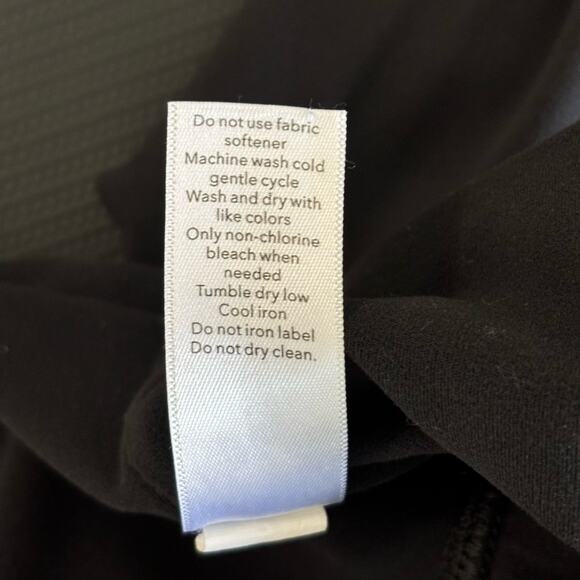 Do not use fabric
softener
Machine wash cold
gentle cycle
Wash and dry with
like colors
Only non-chlorine
bleach when
needed
Tumble dry low
Cool iron
Do not iron label
Do not dry clean.